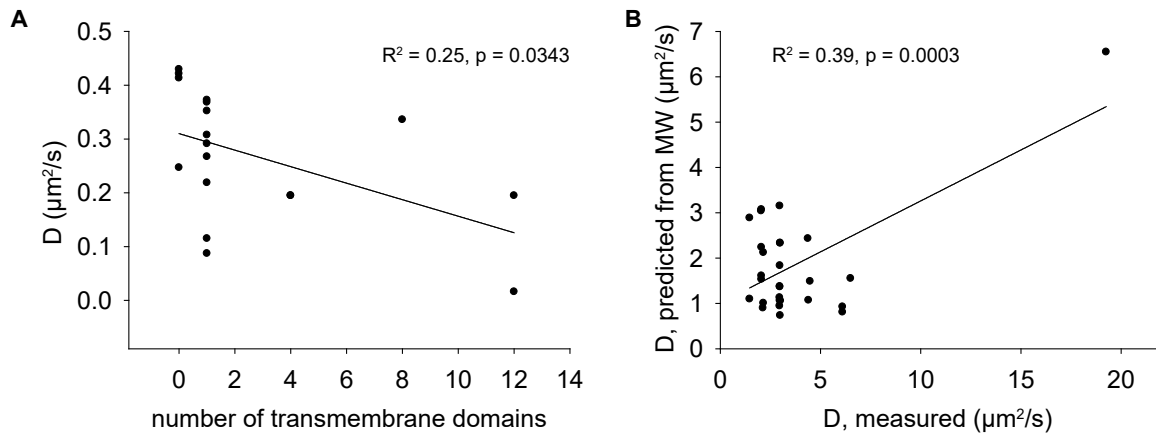 A
R² = 0.25, p = 0.0343
D (µm²/s)
0.5
0.4
0.3
0.2
0.1
0.0
0 2 4 6 8 10 12 14
number of transmembrane domains
B
R² = 0.39, p = 0.0003
D, predicted from MW (µm²/s)
7
6
5
4
3
2
1
0
0 5 10 15 20
D, measured (µm²/s)